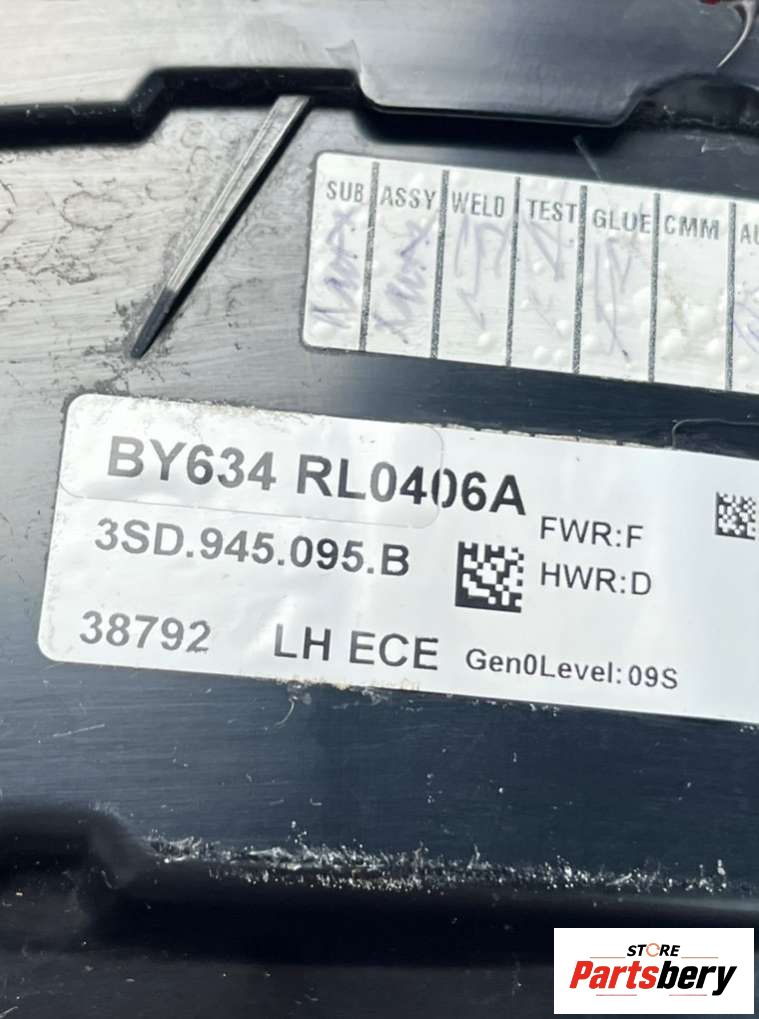 SUB ASSY WELD TEST GLUE CMM AU
BY634 RL0406A
FWR:F
3SD.945.095.B
HWR:D
38792 LH ECE Gen0Level:09S
STORE
Partsbery